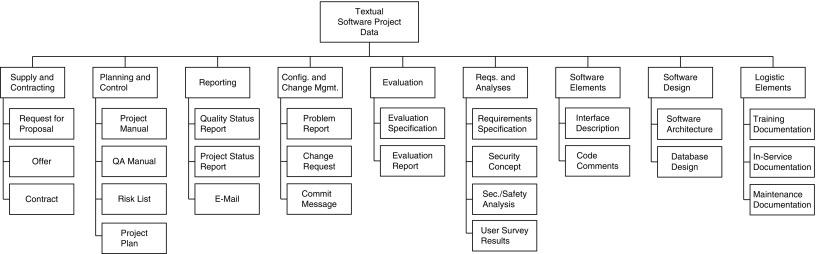 Textual
Software Project
Data
Supply and
Contracting
Planning and
Control
Reporting
Config. and
Change Mgmt.
Evaluation
Reqs. and
Analyses
Software
Elements
Software
Design
Logistic
Elements
Request for
Proposal
Offer
Contract
Project
Manual
QA Manual
Risk List
Project
Plan
Quality Status
Report
Project Status
Report
E-Mail
Problem
Report
Change
Request
Commit
Message
Evaluation
Specification
Evaluation
Report
Requirements
Specification
Security
Concept
Sec./Safety
Analysis
User Survey
Results
Interface
Description
Code
Comments
Software
Architecture
Database
Design
Training
Documentation
In-Service
Documentation
Maintenance
Documentation